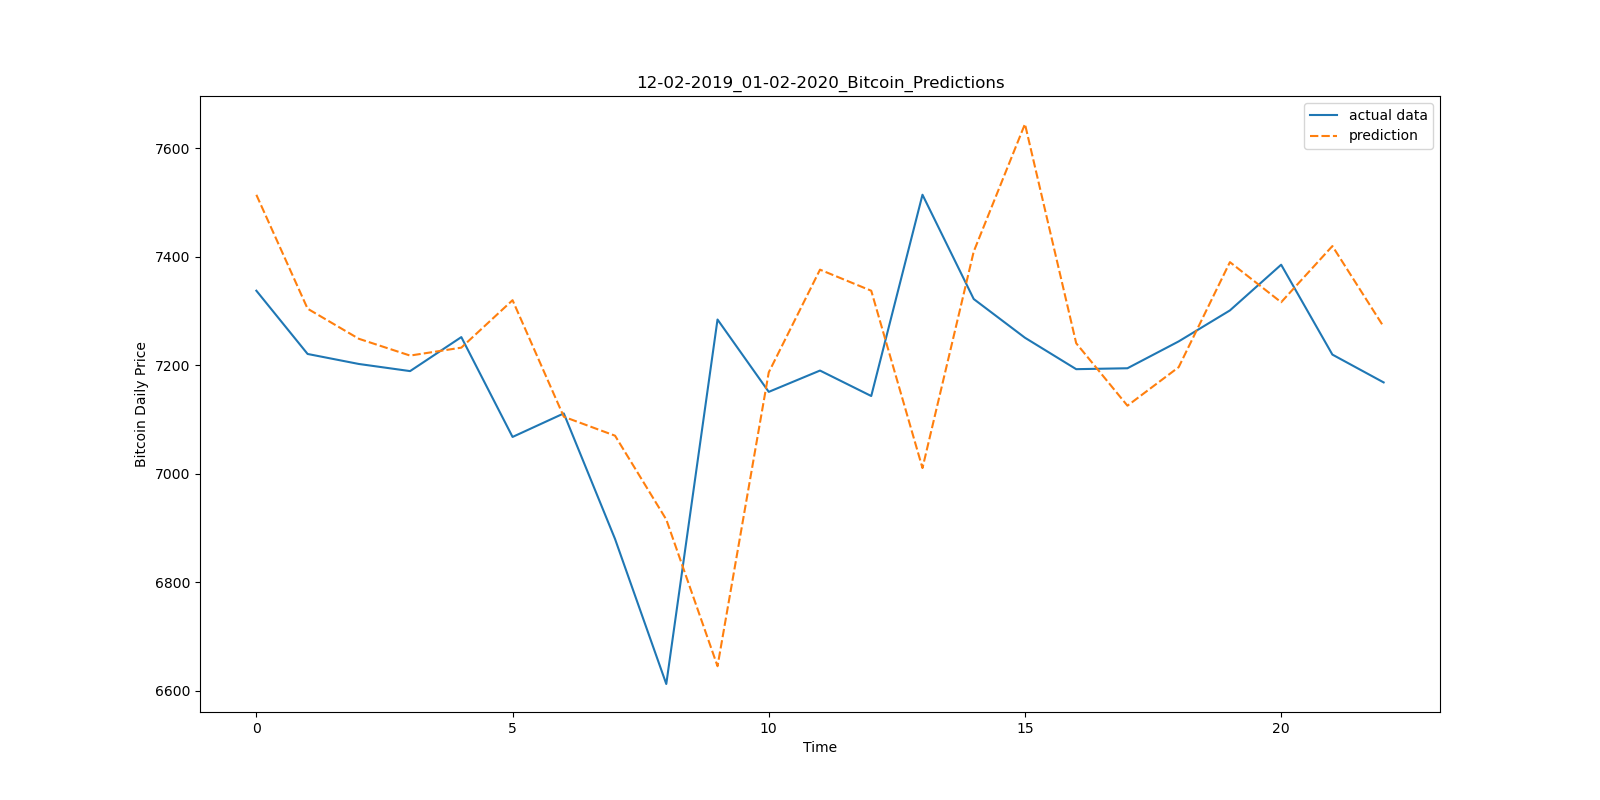 12-02-2019_01-02-2020_Bitcoin_Predictions
actual data
prediction
7600
7400
7200
7000
6800
6600
Bitcoin Daily Price
0 5 10 15 20
Time